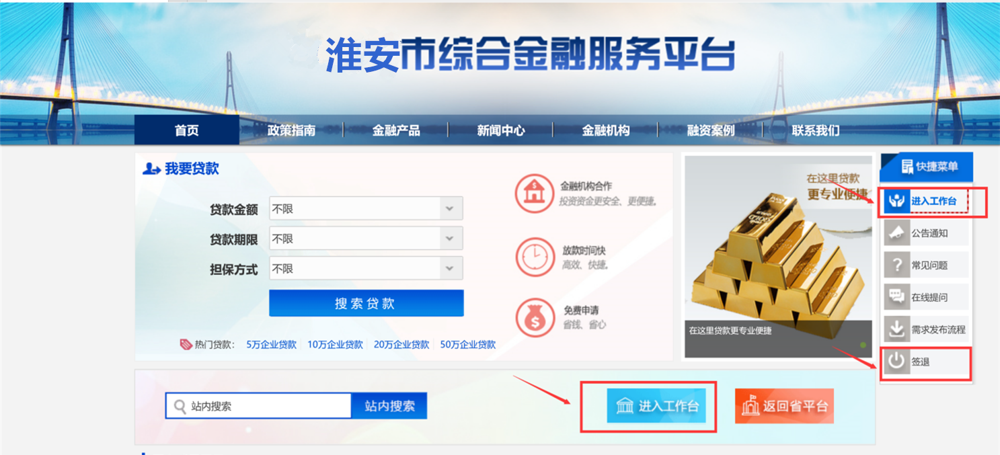 淮安市综合金融服务平台
首页 政策指南 金融产品 新闻中心 金融机构 融资案例 联系我们
我要贷款
贷款金额 不限
贷款期限 不限
担保方式 不限
搜索贷款
热门贷款： 5万企业贷款 10万企业贷款 20万企业贷款 50万企业贷款
金融机构合作
投资资金更安全、更便捷。
放款时间快
高效、快捷。
免费申请
省钱、省心
在这里贷款
更专业便捷
在这里贷款更专业便捷
快捷菜单
进入工作台
公告通知
常见问题
在线提问
需求发布流程
签退
站内搜索 站内搜索
进入工作台
返回省平台